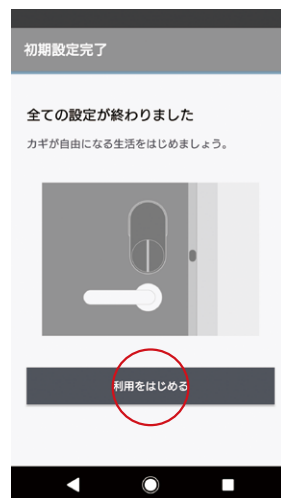 初期設定完了
全ての設定が終わりました
カギが自由になる生活をはじめましょう。
利用をはじめる